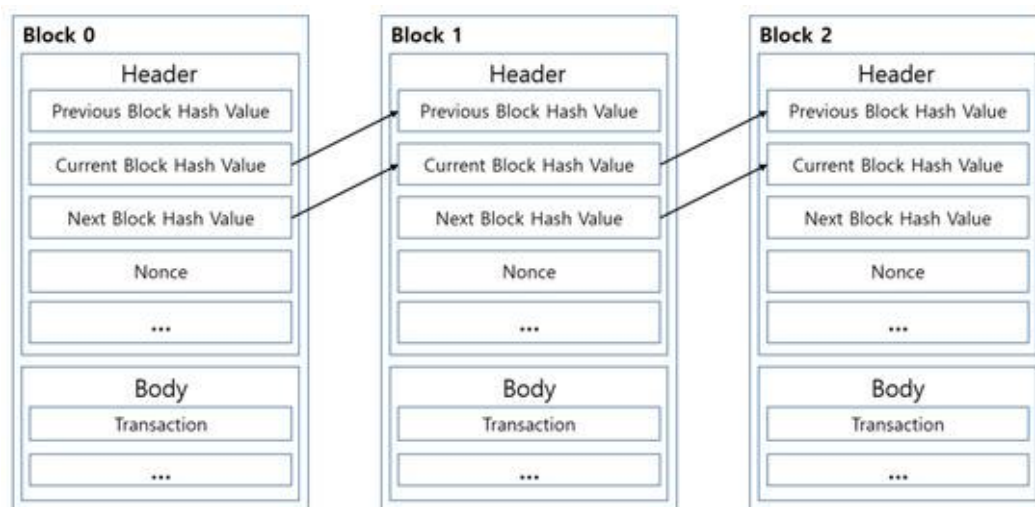 Block 0
Header
Previous Block Hash Value
Current Block Hash Value
Next Block Hash Value
Nonce
...
Body
Transaction
...
Block 1
Header
Previous Block Hash Value
Current Block Hash Value
Next Block Hash Value
Nonce
...
Body
Transaction
...
Block 2
Header
Previous Block Hash Value
Current Block Hash Value
Next Block Hash Value
Nonce
...
Body
Transaction
...